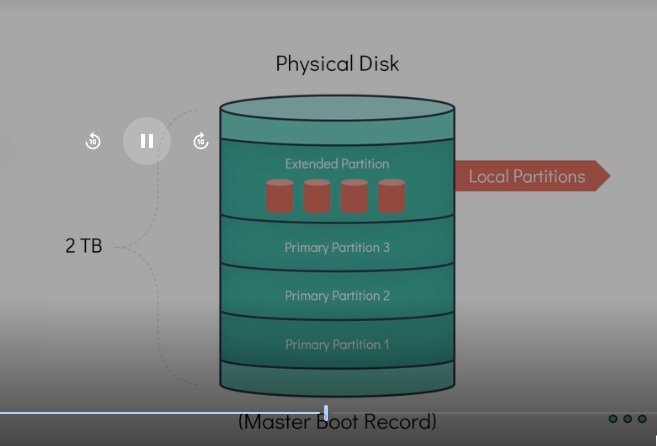 Physical Disk
10
10
Extended Partition
Local Partitions
2 TB
Primary Partition 3
Primary Partition 2
Primary Partition 1
(Master Boot Record)